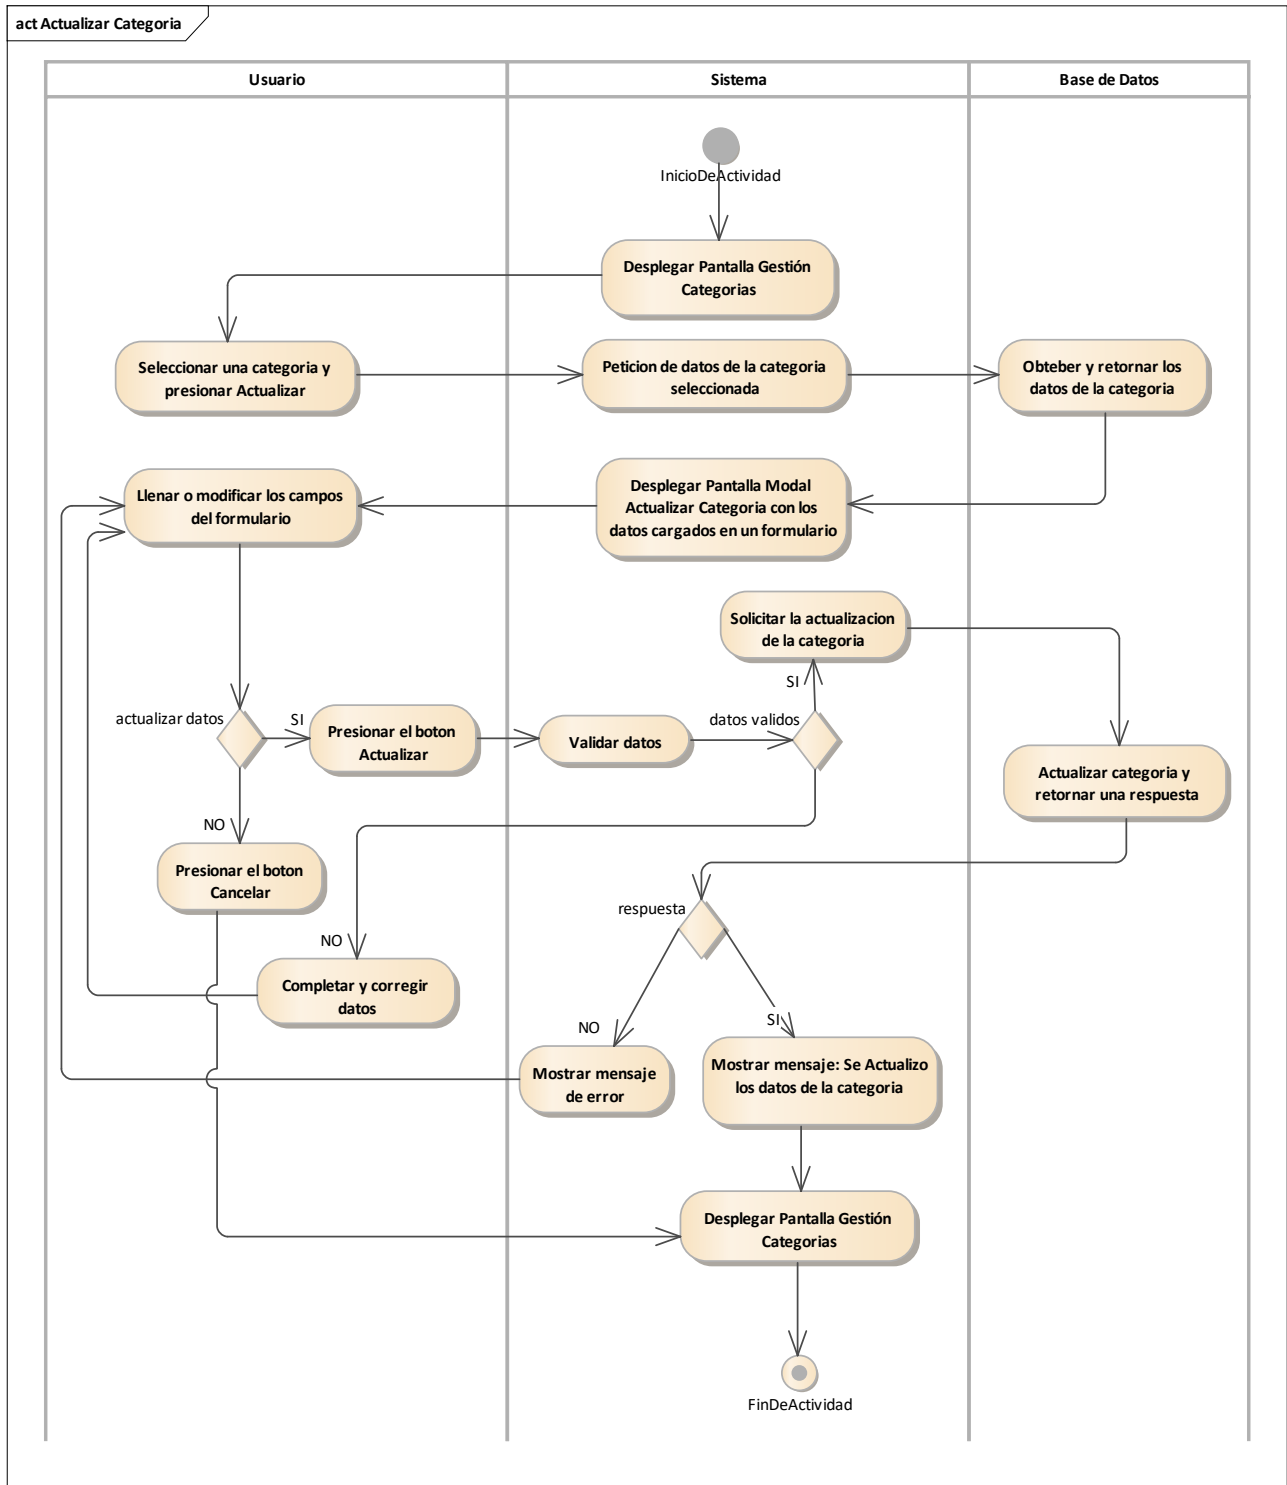 act Actualizar Categoria
Usuario
Sistema
Base de Datos
InicioDeActividad
Desplegar Pantalla Gestión
Categorias
Seleccionar una categoria y
presionar Actualizar
Peticion de datos de la categoria
seleccionada
Obteber y retornar los
datos de la categoria
Llenar o modificar los campos
del formulario
Desplegar Pantalla Modal
Actualizar Categoria con los
datos cargados en un formulario
Solicitar la actualizacion
de la categoria
SI
actualizar datos
SI
Presionar el boton
Actualizar
Validar datos
datos validos
Actualizar categoria y
retornar una respuesta
NO
Presionar el boton
Cancelar
respuesta
NO
Completar y corregir
datos
NO
SI
Mostrar mensaje
de error
Mostrar mensaje: Se Actualizo
los datos de la categoria
Desplegar Pantalla Gestión
Categorias
FinDeActividad